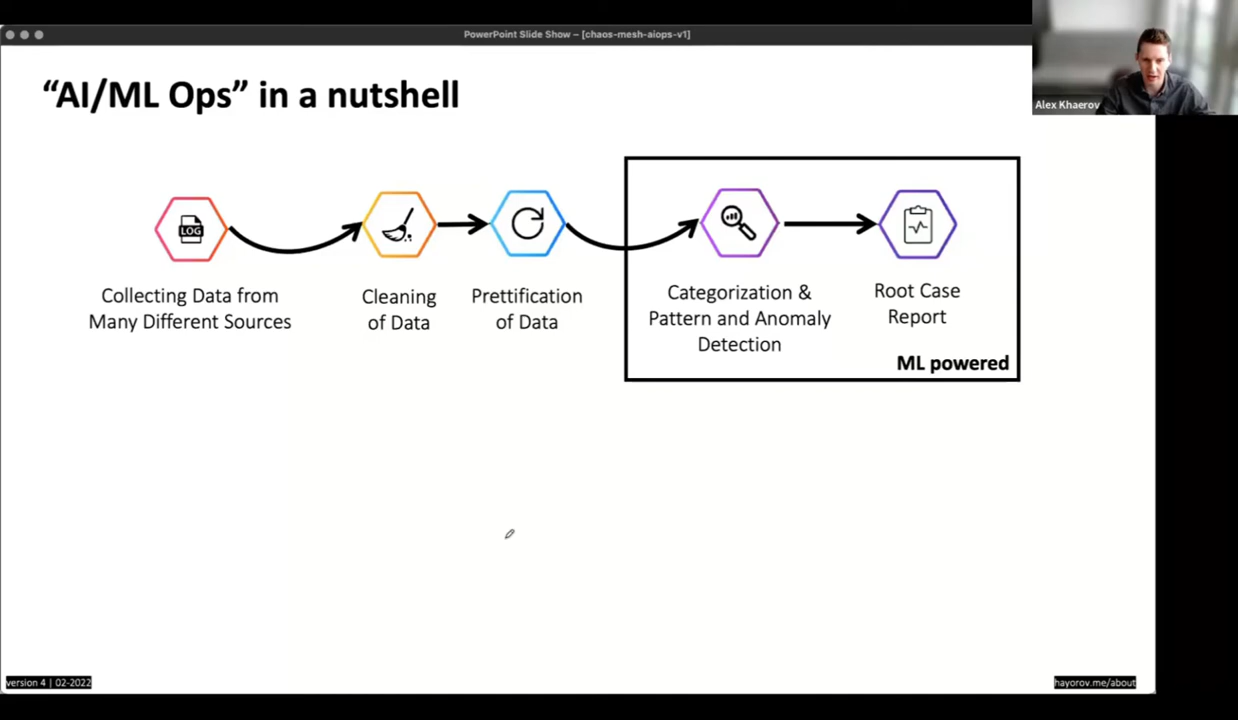 PowerPoint Slide Show – [chaos-mesh-aiops-v1]
Alex Khaerov
“AI/ML Ops” in a nutshell
LOG
Collecting Data from
Many Different Sources
Cleaning
of Data
Prettification
of Data
Categorization &
Pattern and Anomaly
Detection
Root Case
Report
ML powered
version 4 | 02-2022
hayorov.me/about